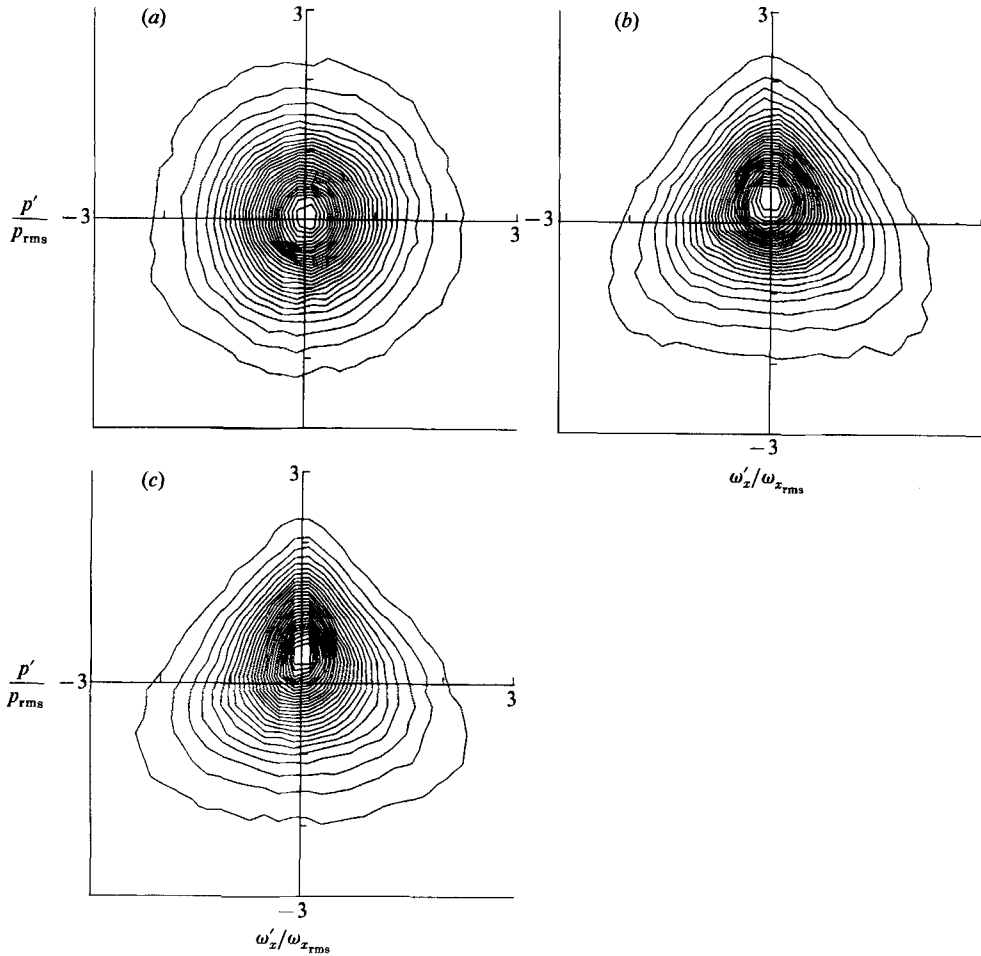 (a)
3
p′
p_rms
−3
3
(b)
3
−3
3
−3
ω′_x/ω_x_rms
(c)
3
p′
p_rms
−3
3
−3
ω′_x/ω_x_rms